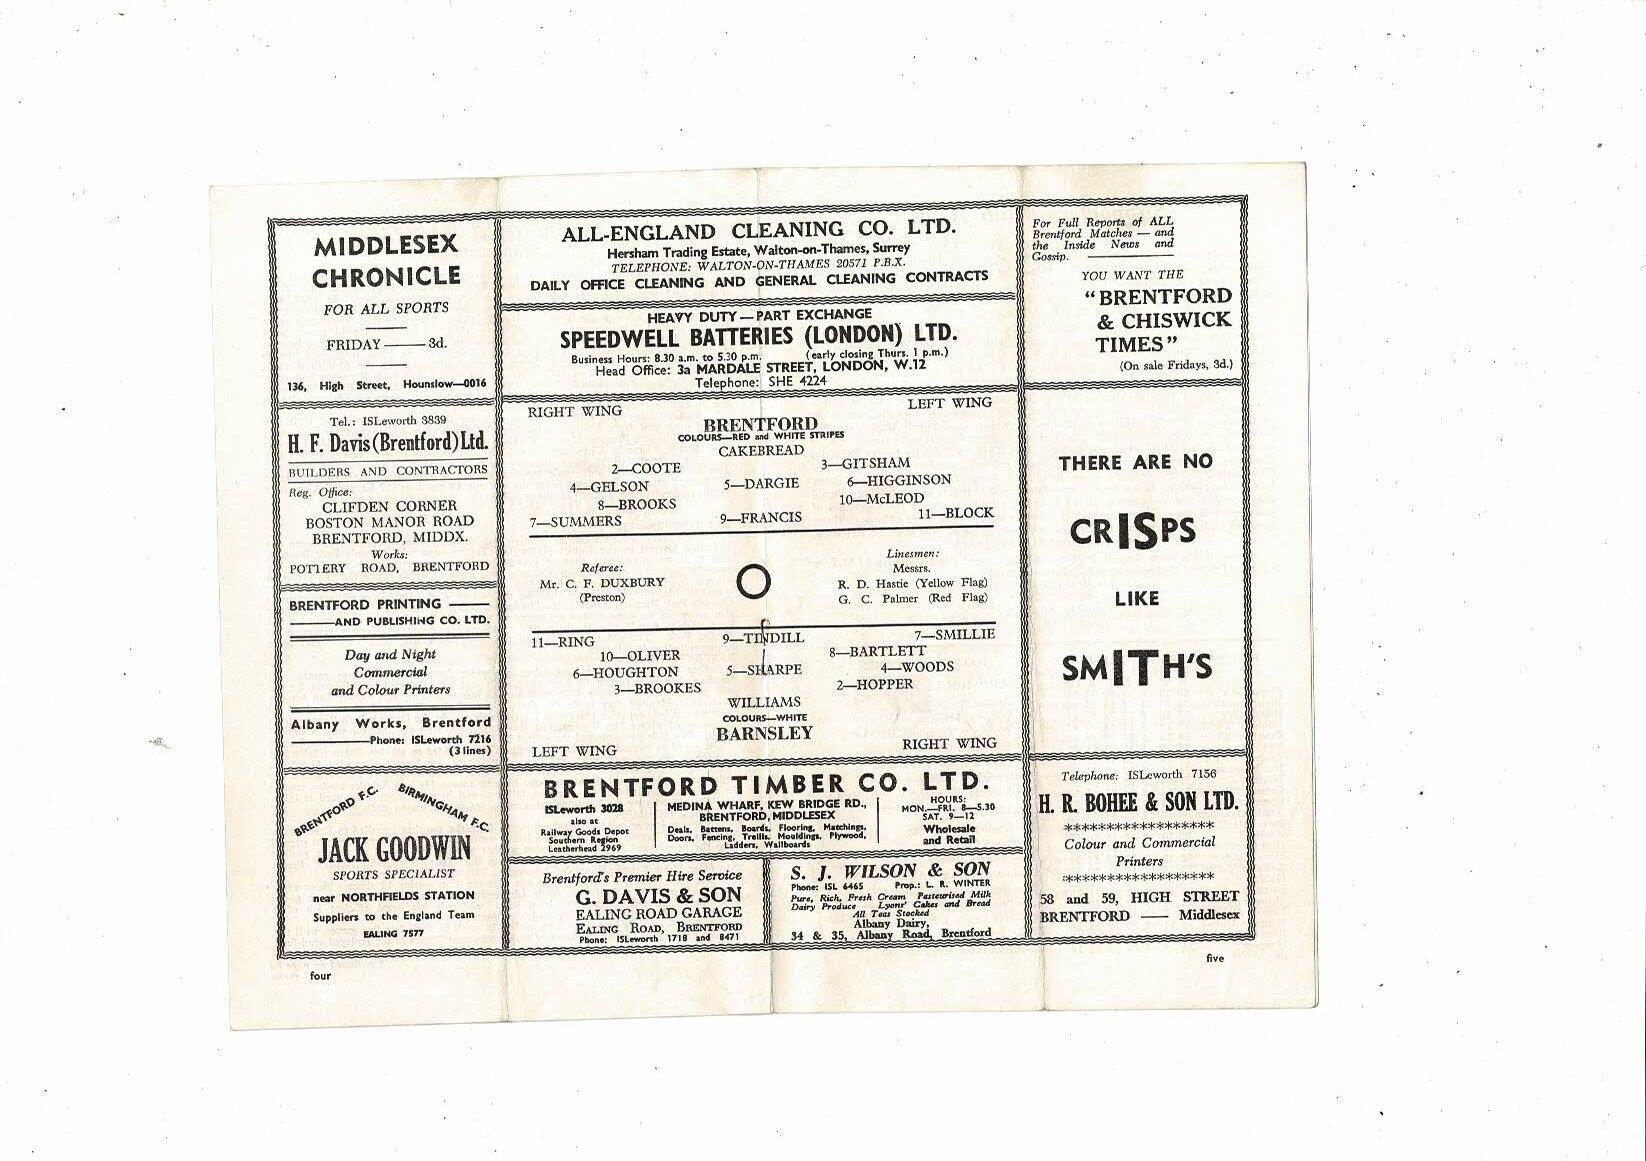 MIDDLESEX
CHRONICLE
FOR ALL SPORTS
FRIDAY —— 3d.
136, High Street, Hounslow—0016
Tel.: ISLeworth 3839
H. F. Davis (Brentford) Ltd.
BUILDERS AND CONTRACTORS
Reg. Office:
CLIFDEN CORNER
BOSTON MANOR ROAD
BRENTFORD, MIDDX.
Works:
POTTERY ROAD, BRENTFORD
BRENTFORD PRINTING ——
——AND PUBLISHING CO. LTD.
Day and Night
Commercial
and Colour Printers
Albany Works, Brentford
——Phone: ISLeworth 7216
(3 lines)
BRENTFORD F.C. BIRMINGHAM F.C.
JACK GOODWIN
SPORTS SPECIALIST
near NORTHFIELDS STATION
Suppliers to the England Team
EALING 7577
four
ALL-ENGLAND CLEANING CO. LTD.
Hersham Trading Estate, Walton-on-Thames, Surrey
TELEPHONE: WALTON-ON-THAMES 20571 P.B.X.
DAILY OFFICE CLEANING AND GENERAL CLEANING CONTRACTS
HEAVY DUTY — PART EXCHANGE
SPEEDWELL BATTERIES (LONDON) LTD.
Business Hours: 8.30 a.m. to 5.30 p.m. (early closing Thurs. 1 p.m.)
Head Office: 3a MARDALE STREET, LONDON, W.12
Telephone: SHE 4224
RIGHT WING LEFT WING
BRENTFORD
COLOURS—RED and WHITE STRIPES
CAKEBREAD
2—COOTE 3—GITSHAM
4—GELSON 5—DARGIE 6—HIGGINSON
8—BROOKS 10—McLEOD
7—SUMMERS 9—FRANCIS 11—BLOCK
Referee:
Mr. C. F. DUXBURY
(Preston)
O
Linesmen:
Messrs.
R. D. Hastie (Yellow Flag)
G. C. Palmer (Red Flag)
11—RING 9—TINDILL 7—SMILLIE
10—OLIVER 8—BARTLETT
6—HOUGHTON 5—SHARPE 4—WOODS
3—BROOKES 2—HOPPER
WILLIAMS
COLOURS—WHITE
BARNSLEY
LEFT WING RIGHT WING
BRENTFORD TIMBER CO. LTD.
ISLeworth 3028
also at
Railway Goods Depot
Southern Region
Leatherhead 2969
MEDINA WHARF, KEW BRIDGE RD.,
BRENTFORD, MIDDLESEX
Deals, Battens, Boards, Flooring, Matchings,
Doors, Fencing, Trellis, Mouldings, Plywood,
Ladders, Wallboards
HOURS:
MON.—FRI. 8—5.30
SAT. 9—12
Wholesale
and Retail
Brentford's Premier Hire Service
G. DAVIS & SON
EALING ROAD GARAGE
EALING ROAD, BRENTFORD
Phone: ISLeworth 1718 and 8471
S. J. WILSON & SON
Phone: ISL 6465 Prop.: L. R. WINTER
Pure, Rich, Fresh Cream Pasteurised Milk
Dairy Produce Lyons' Cakes and Bread
All Teas Stocked
Albany Dairy,
34 & 35, Albany Road, Brentford
For Full Reports of ALL
Brentford Matches — and
the Inside News and
Gossip. ——
YOU WANT THE
"BRENTFORD
& CHISWICK
TIMES"
(On sale Fridays, 3d.)
THERE ARE NO
CRISPS
LIKE
SMITH'S
Telephone: ISLeworth 7156
H. R. BOHEE & SON LTD.
******************
Colour and Commercial
Printers
******************
58 and 59, HIGH STREET
BRENTFORD —— Middlesex
five